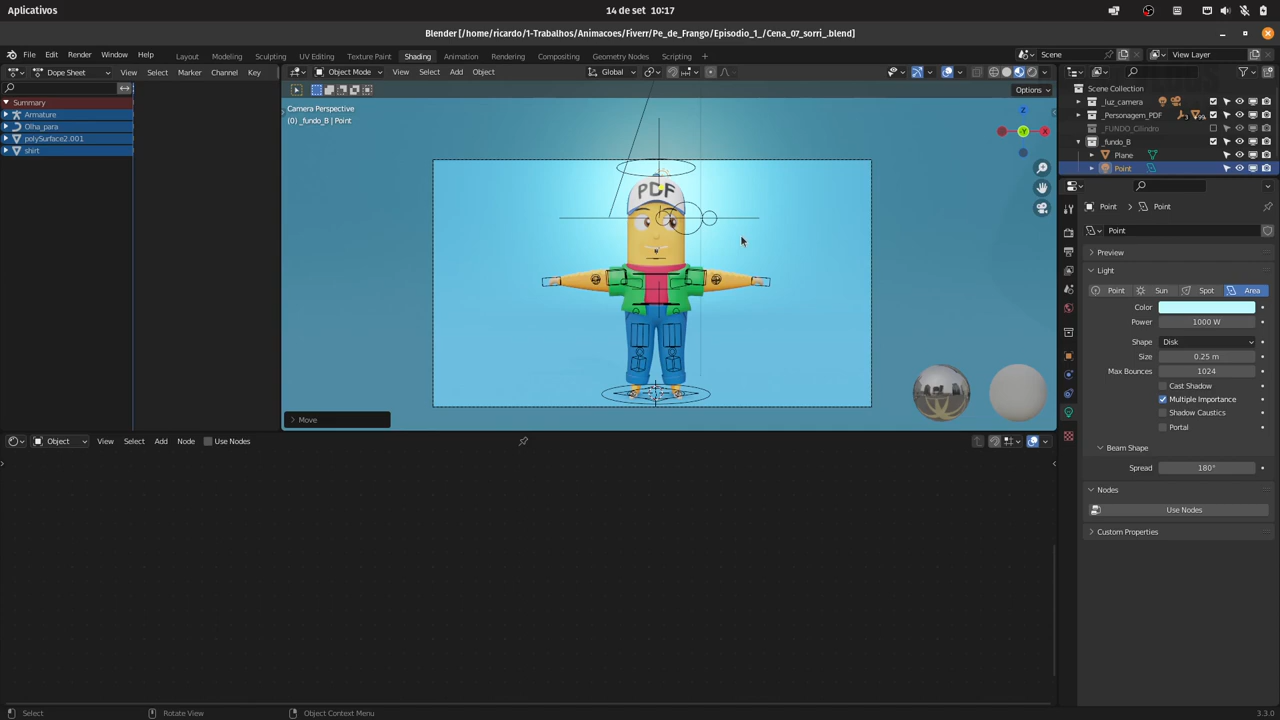 Aplicativos
14 de set 10:17
Blender [/home/ricardo/1-Trabalhos/Animacoes/Fiverr/Pe_de_Frango/Episodio_1_/Cena_07_sorri_.blend]
File Edit Render Window Help Layout Modeling Sculpting UV Editing Texture Paint Shading Animation Rendering Compositing Geometry Nodes Scripting Scene View Layer
Dope Sheet View Select Marker Channel Key
Object Mode View Select Add Object Global
Options
Summary
Armature
Olha_para
polySurface2.001
shirt
Camera Perspective
(0) _fundo_B | Point
PDF
Move
Scene Collection
_luz_camera
_Personagem_PDF
_FUNDO_Cilindro
_fundo_B
Plane
Point
Point Point
Point
Preview
Light
Point Sun Spot Area
Color
Power 1000 W
Shape Disk
Size 0.25 m
Max Bounces 1024
Cast Shadow
Multiple Importance
Shadow Caustics
Portal
Beam Shape
Spread 180°
Nodes
Use Nodes
Custom Properties
Object View Select Add Node Use Nodes
Select Rotate View Object Context Menu 3.3.0